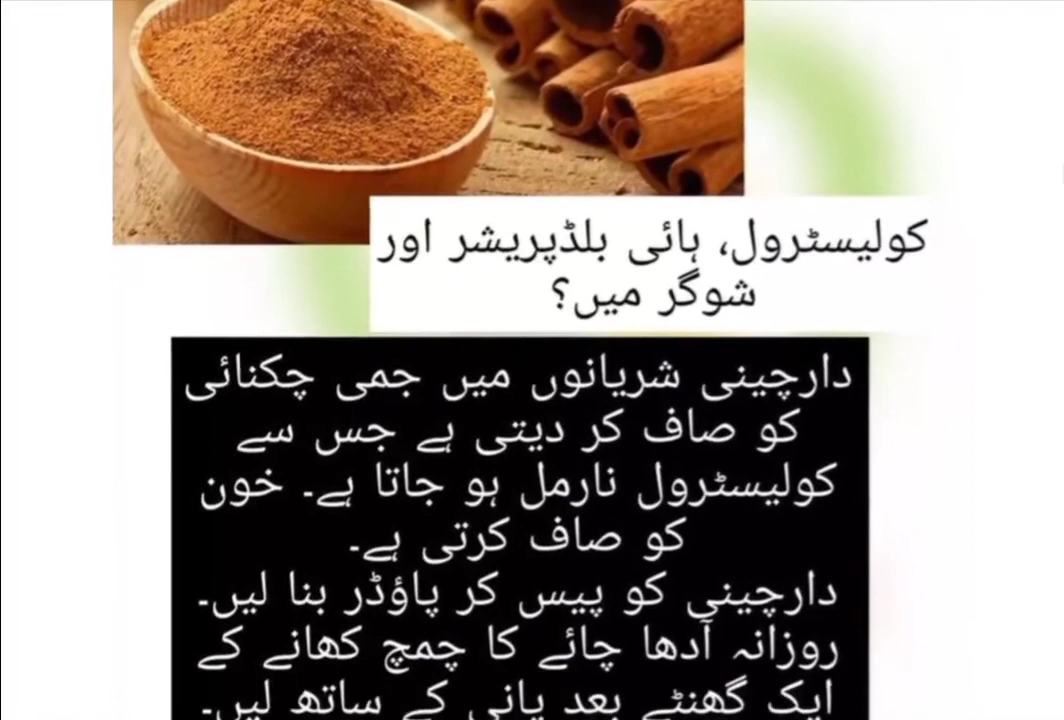 کولیسٹرول، ہائی بلڈپریشر اور
شوگر میں؟
دارچینی شریانوں میں جمی چکنائی
کو صاف کر دیتی ہے جس سے
کولیسٹرول نارمل ہو جاتا ہے۔ خون
کو صاف کرتی ہے۔
دارچینی کو پیس کر پاؤڈر بنا لیں۔
روزانہ آدھا چائے کا چمچ کھانے کے
ایک گھنٹے بعد پانی کے ساتھ لیں۔